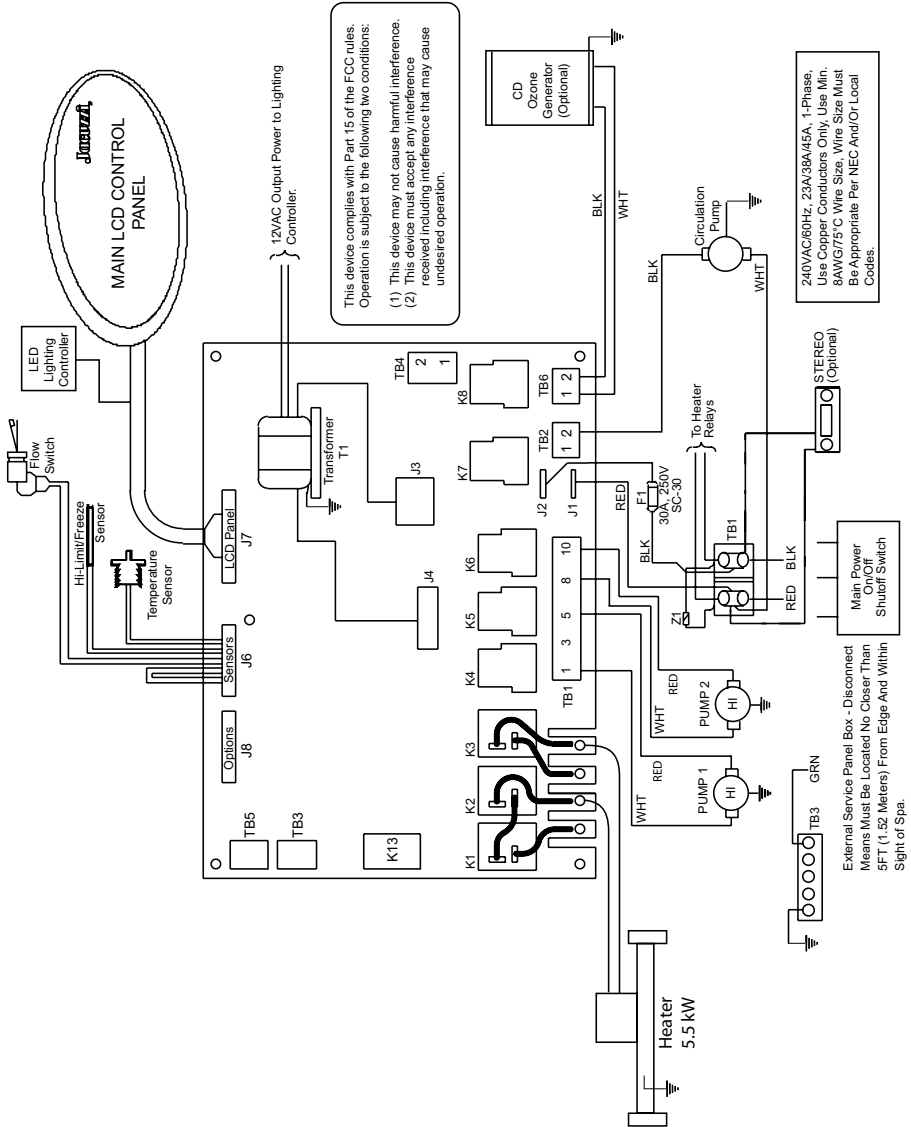 Flow
Switch
LED
Lighting
Controller
Jacuzzi
MAIN LCD CONTROL
PANEL
Hi-Limit/Freeze
Sensor
Temperature
Sensor
12VAC Output Power to Lighting
Controller.
Options
J8
Sensors
J6
LCD Panel
J7
TB5
TB3
K13
J4
J3
Transformer
T1
TB4
2
1
This device complies with Part 15 of the FCC rules.
Operation is subject to the following two conditions:
(1) This device may not cause harmful interference.
(2) This device must accept any interference
received including interference that may cause
undesired operation.
K1
K2
K3
K4
K5
K6
K7
K8
TB1
1 3 5 8 10
J2
J1
TB2
1 2
TB6
1 2
CD
Ozone
Generator
(Optional)
BLK
WHT
Heater
5.5 kW
WHT
RED
PUMP 1
HI
WHT
RED
PUMP 2
HI
RED
BLK
F1
30A, 250V
SC-30
Z1
TB1
RED
BLK
To Heater
Relays
BLK
WHT
Circulation
Pump
STEREO
(Optional)
TB3
GRN
External Service Panel Box - Disconnect
Means Must Be Located No Closer Than
5FT (1.52 Meters) From Edge And Within
Sight of Spa.
Main Power
On/Off
Shutoff Switch
240VAC/60Hz, 23A/38A/45A, 1-Phase,
Use Copper Conductors Only, Use Min.
8AWG/75°C Wire Size, Wire Size Must
Be Appropriate Per NEC And/Or Local
Codes.